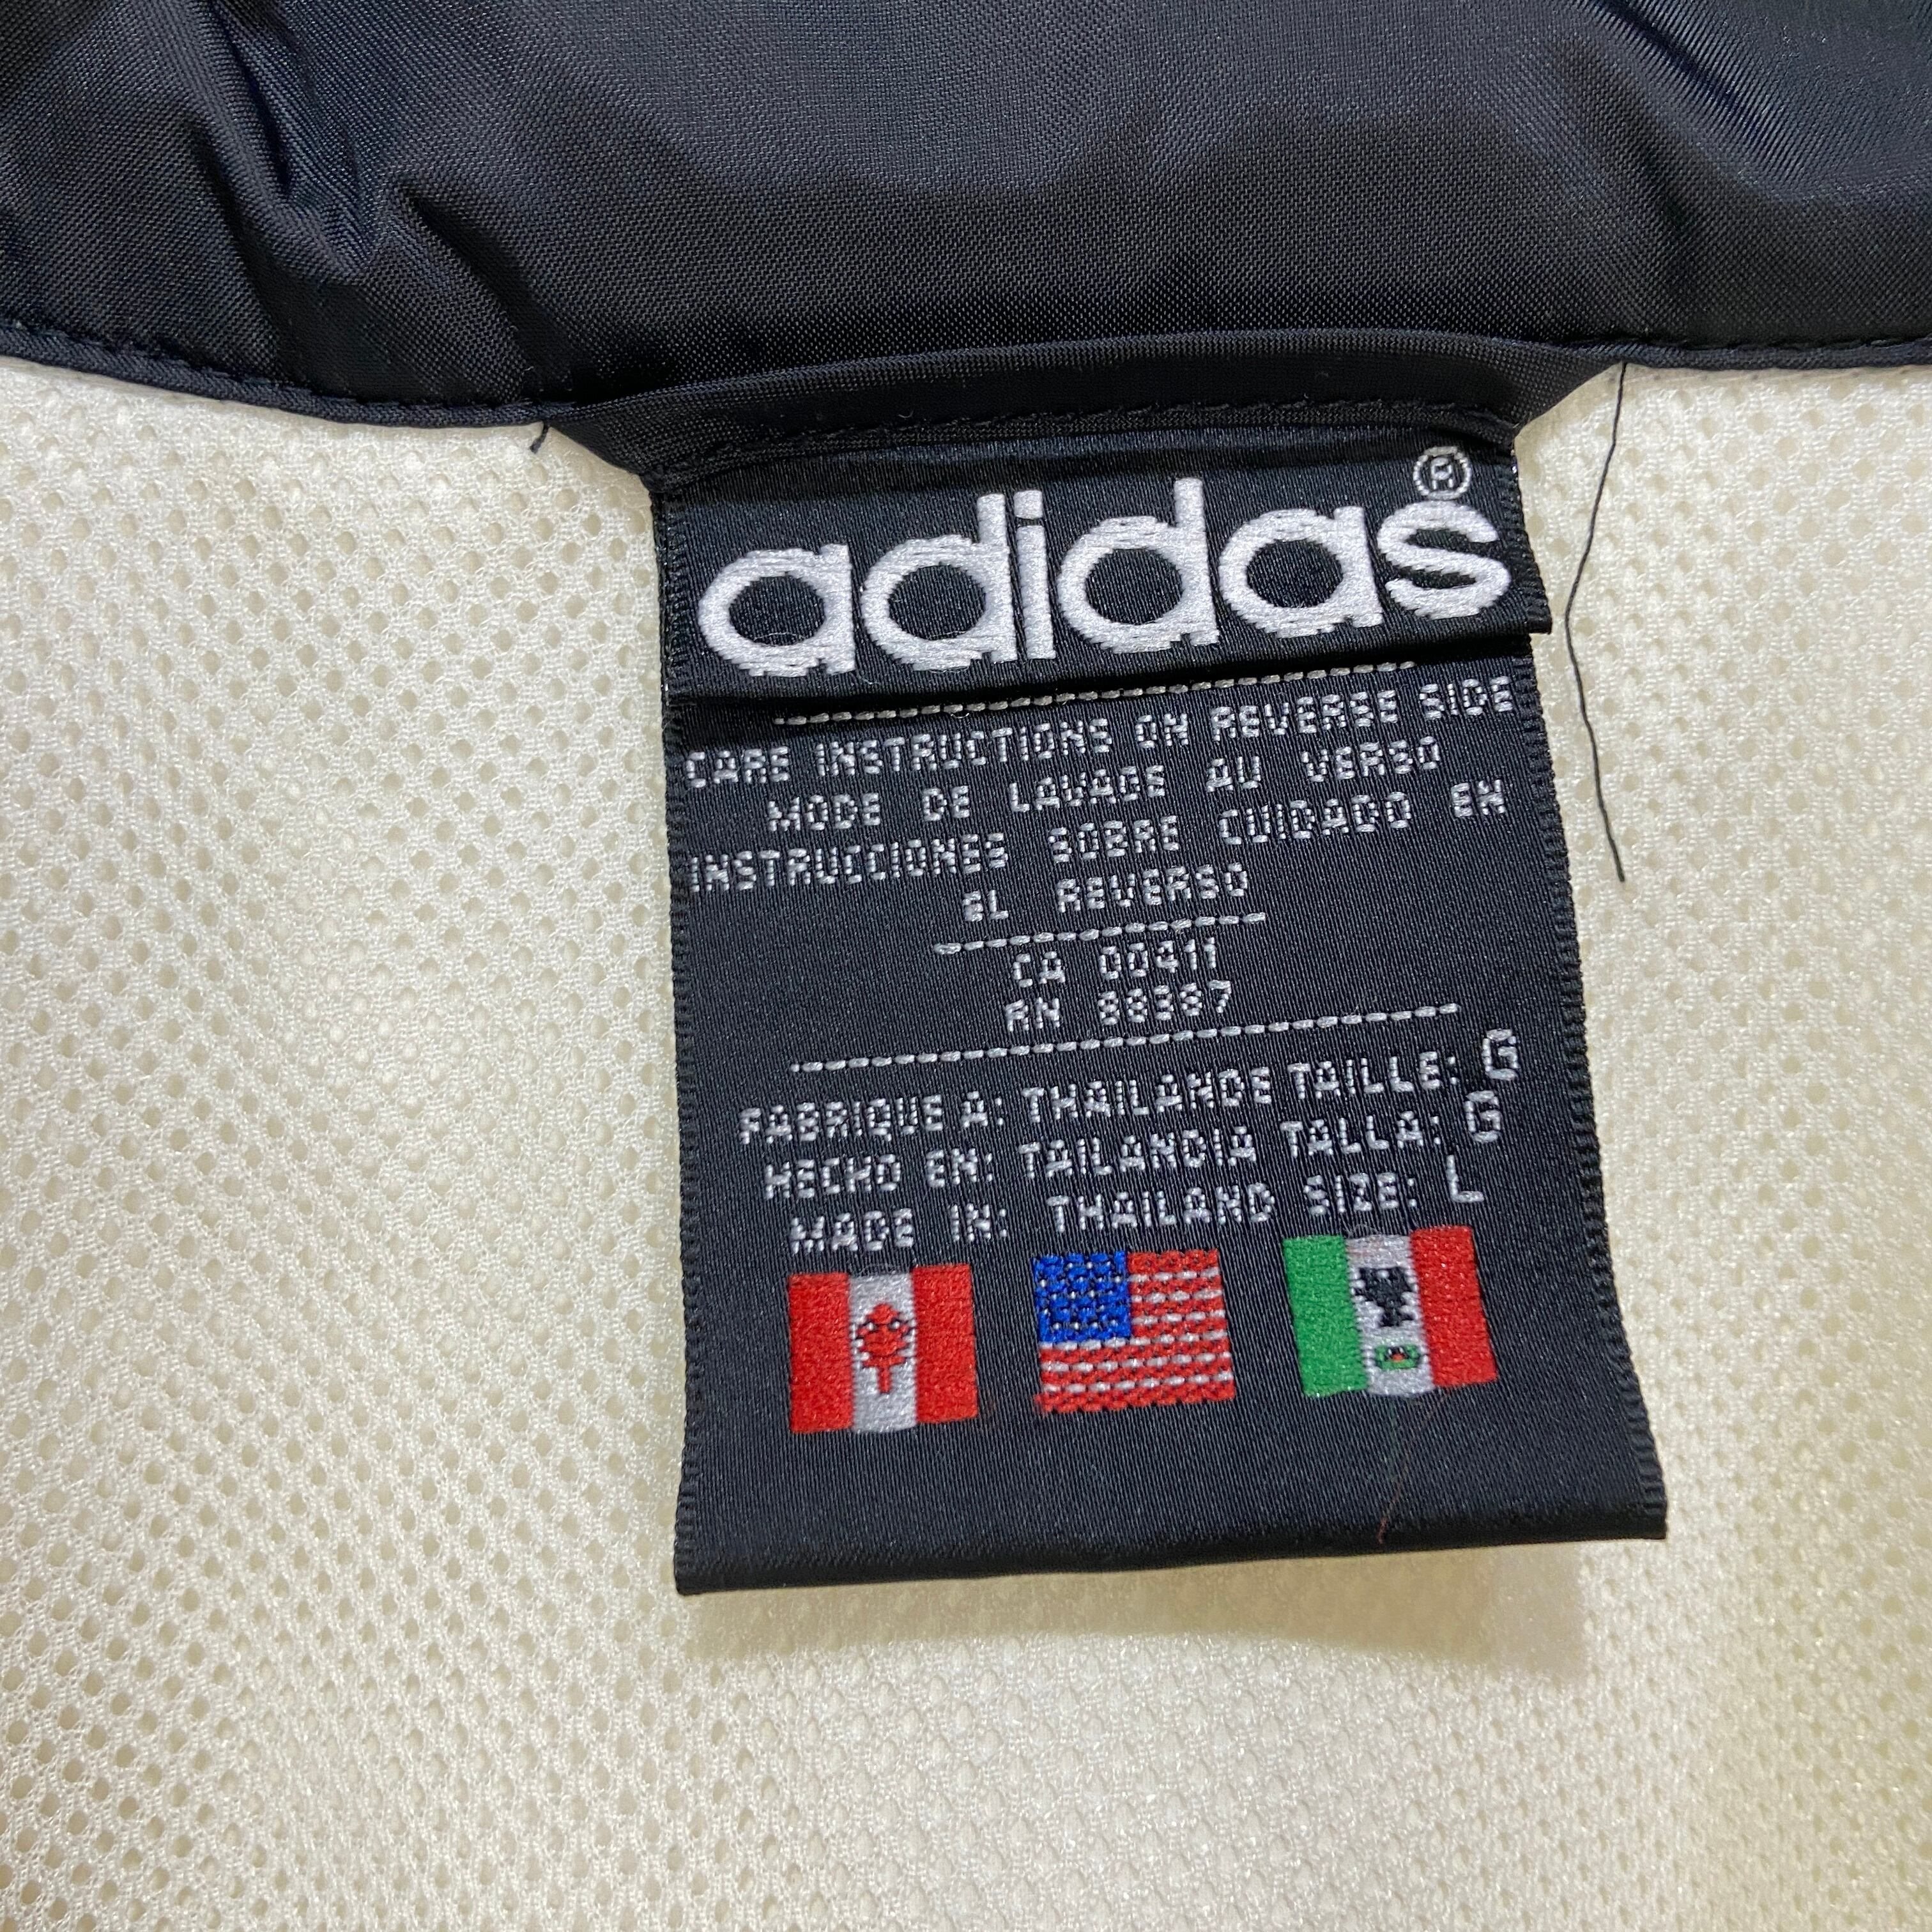 adidas®
CARE INSTRUCTIONS ON REVERSE SIDE
MODE DE LAVAGE AU VERSO
INSTRUCCIONES SOBRE CUIDADO EN
EL REVERSO
CA 00411
RN 88387
FABRIQUE A: THAILANDE TAILLE: G
HECHO EN: TAILANDIA TALLA: G
MADE IN: THAILAND SIZE: L